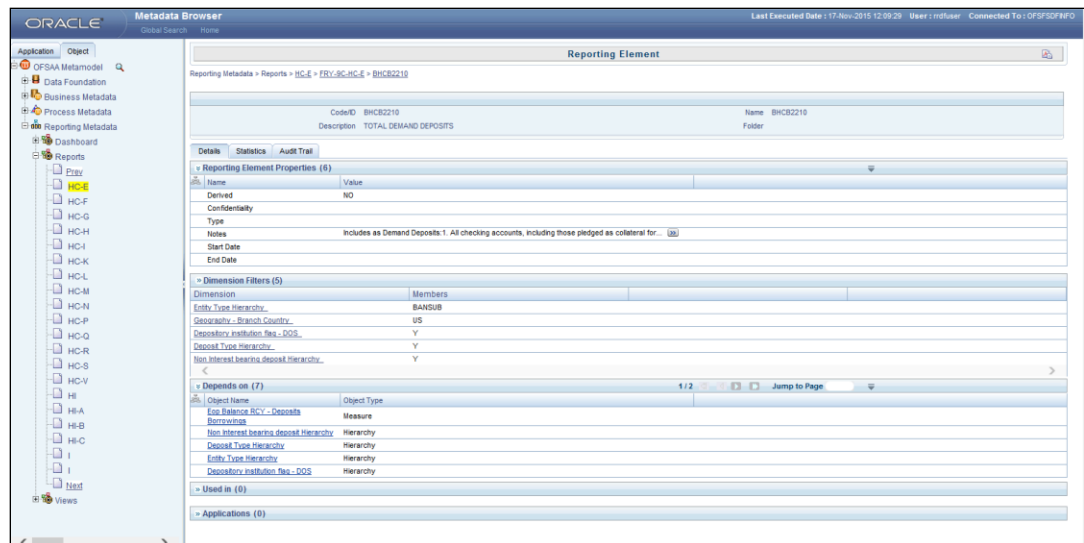 ORACLE
Metadata Browser
Global Search Home
Last Executed Date : 17-Nov-2015 12:09:29 User : rrdfuser Connected To : OFSFSDFINFO
Application Object
OFSAA Metamodel
Data Foundation
Business Metadata
Process Metadata
Reporting Metadata
Dashboard
Reports
Prev
HC-E
HC-F
HC-G
HC-H
HC-I
HC-K
HC-L
HC-M
HC-N
HC-P
HC-Q
HC-R
HC-S
HC-V
HI
HI-A
HI-B
HI-C
I
I
Next
Views
Reporting Element
Reporting Metadata > Reports > HC-E > FRY-9C-HC-E > BHCB2210
Code/ID BHCB2210 Name BHCB2210
Description TOTAL DEMAND DEPOSITS Folder
Details Statistics Audit Trail
Reporting Element Properties (6)
Name Value
Derived NO
Confidentiality
Type
Notes Includes as Demand Deposits:1. All checking accounts, including those pledged as collateral for... >>
Start Date
End Date
» Dimension Filters (5)
Dimension Members
Entity Type Hierarchy BANSUB
Geography - Branch Country US
Depository institution flag - DOS Y
Deposit Type Hierarchy Y
Non Interest bearing deposit Hierarchy Y
Depends on (7) 1/2 Jump to Page
Object Name Object Type
Eop Balance RCY - Deposits Borrowings Measure
Non Interest bearing deposit Hierarchy Hierarchy
Deposit Type Hierarchy Hierarchy
Entity Type Hierarchy Hierarchy
Depository institution flag - DOS Hierarchy
» Used in (0)
» Applications (0)